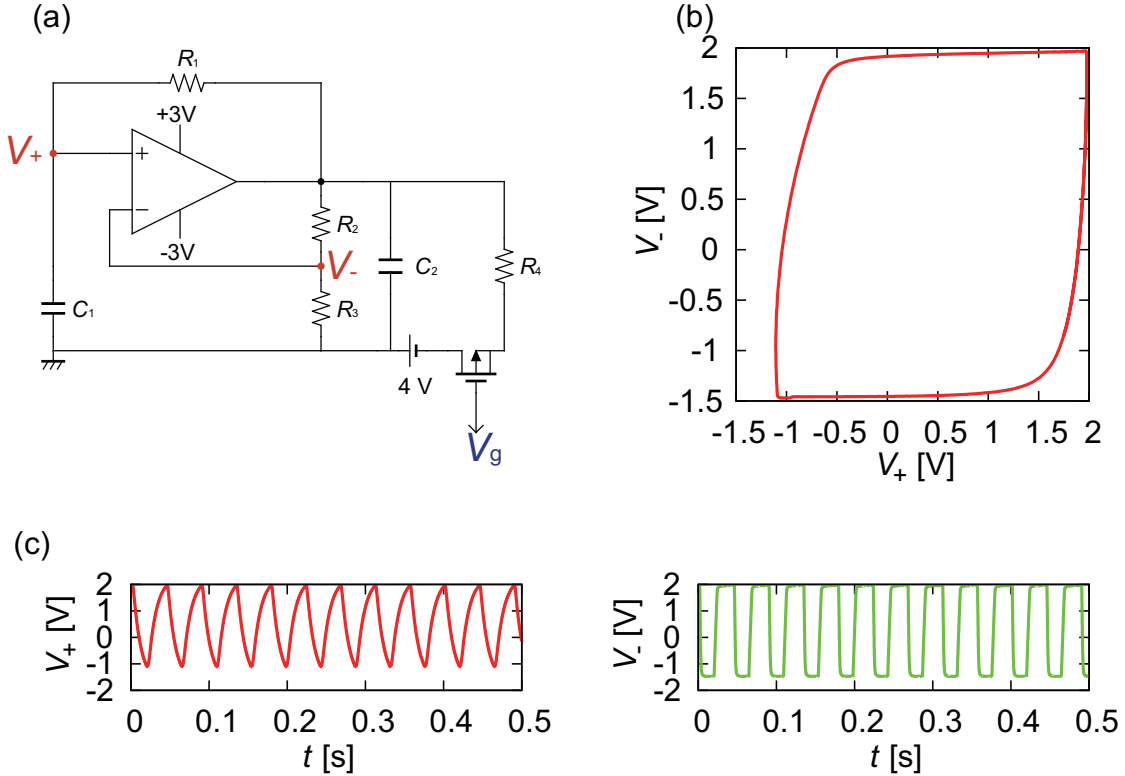 (a)
R1
+3V
V+
+
−
-3V
R2
V-
R3
C1
C2
R4
4 V
Vg
(b)
2
1.5
1
0.5
0
-0.5
-1
-1.5
V- [V]
-1.5 -1 -0.5 0 0.5 1 1.5 2
V+ [V]
(c)
2
1
0
-1
-2
V+ [V]
0 0.1 0.2 0.3 0.4 0.5
t [s]
2
1
0
-1
-2
V- [V]
0 0.1 0.2 0.3 0.4 0.5
t [s]